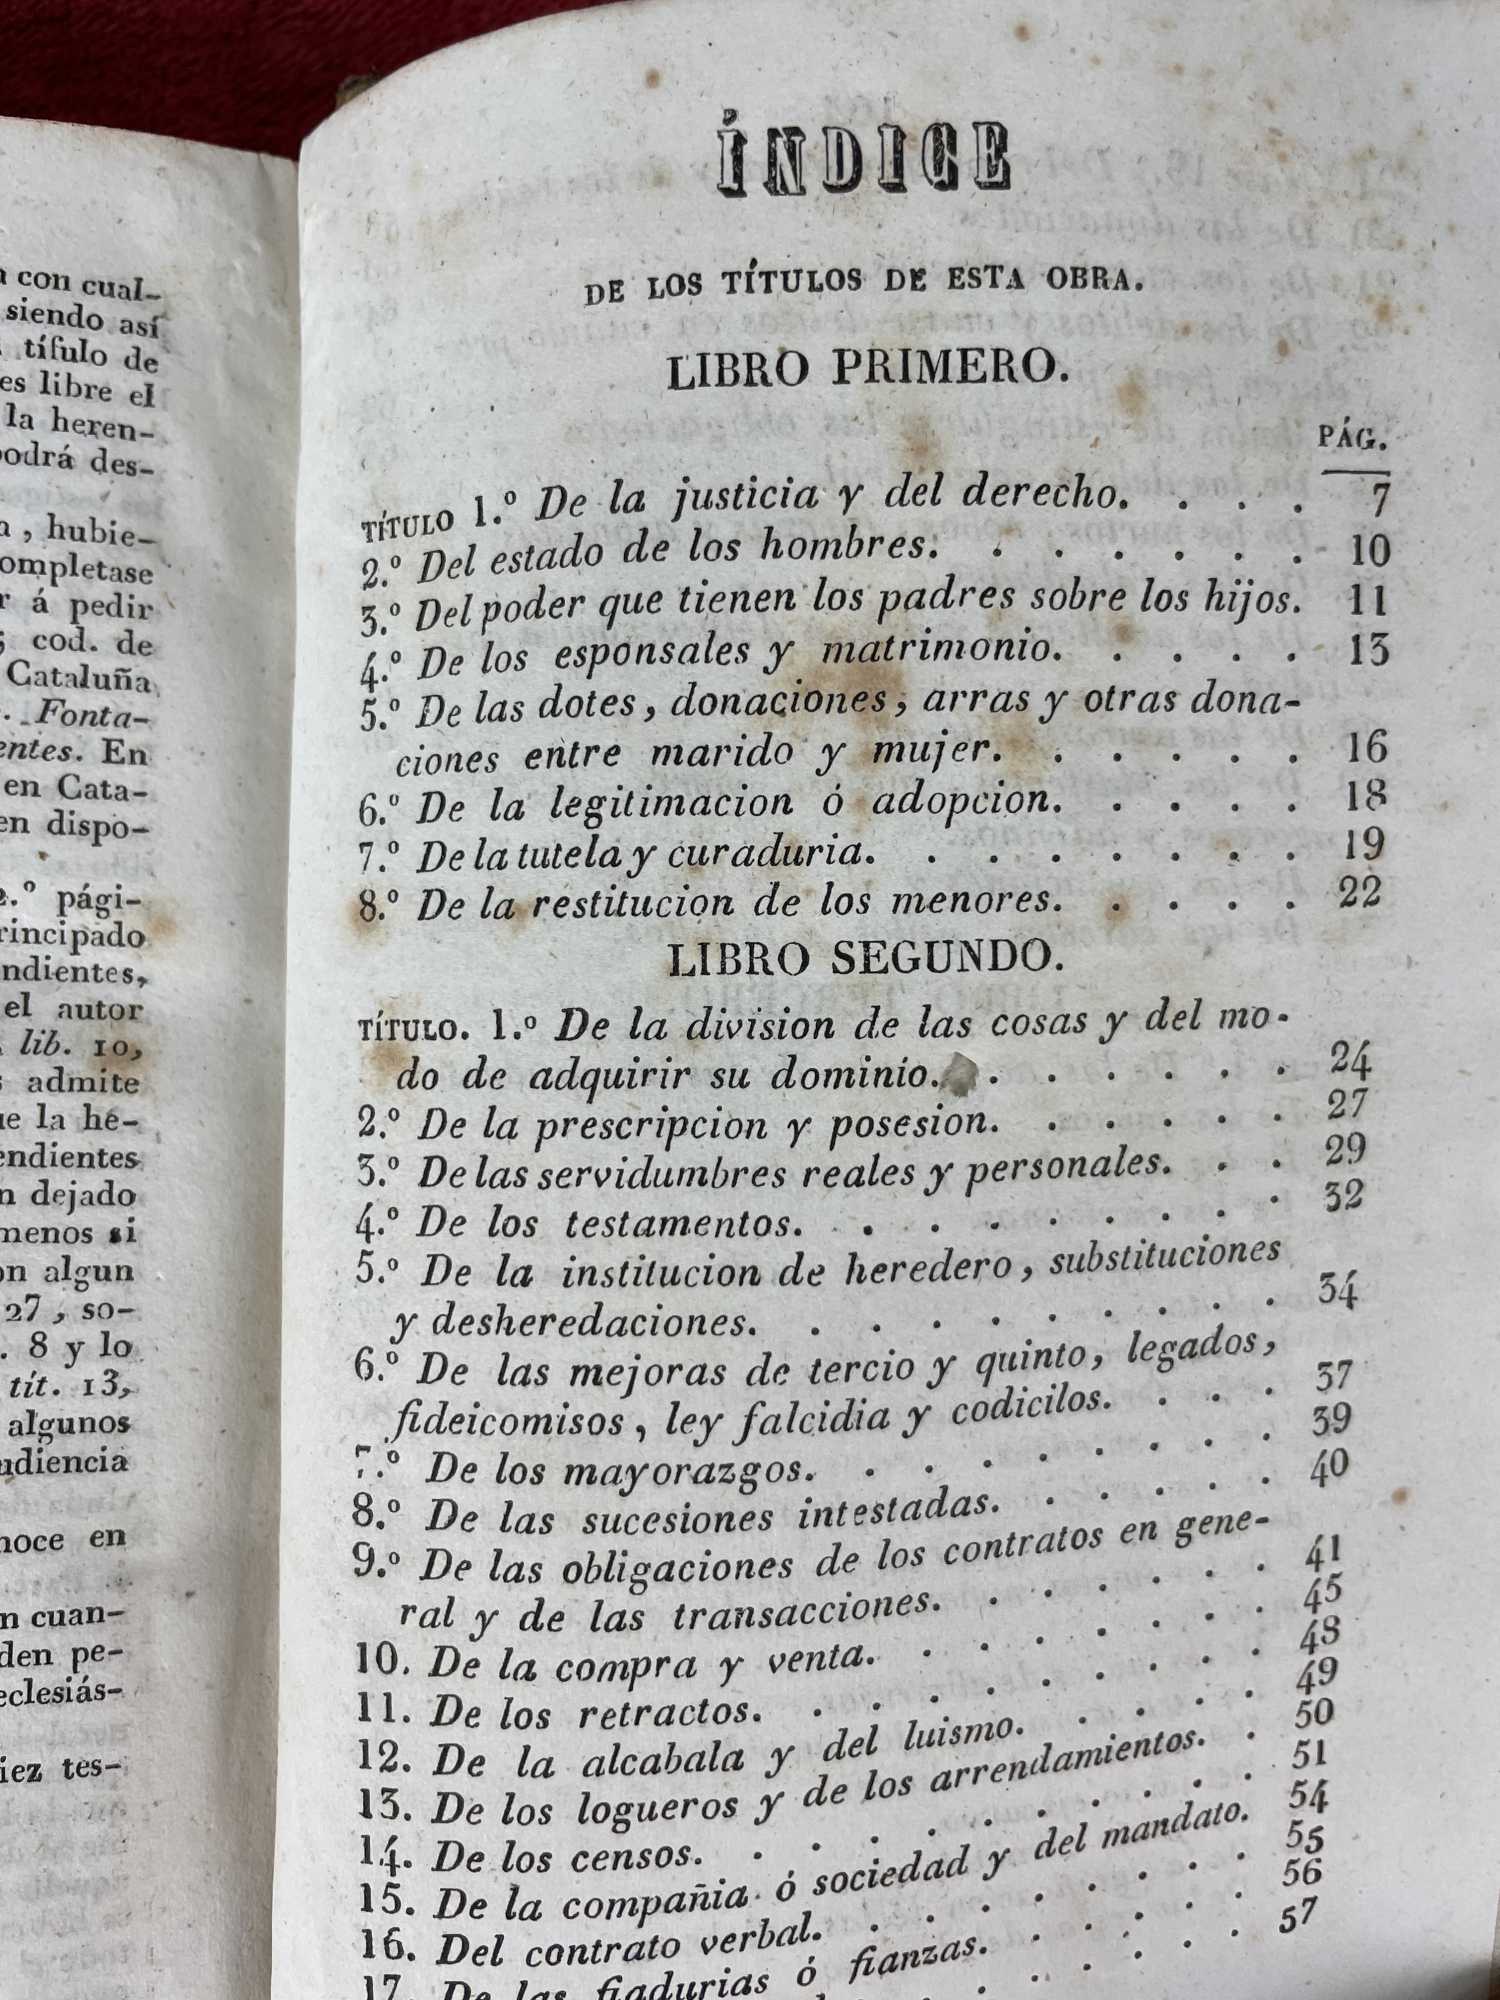 con cual-
siendo así
título de
es libre el
la heren-
podrá des-
, hubie-
ompletase
á pedir
cod. de
Cataluña
Fonta-
entes. En
en Cata-
en dispo-
2.º pági-
rincipado
ndientes,
el autor
lib. 10,
admite
ue la he-
endientes
n dejado
menos si
on algun
27, so-
. 8 y lo
tit. 13,
algunos
udiencia
noce en
n cuan-
den pe-
eclesiás-
iez tes-
ÍNDICE
DE LOS TÍTULOS DE ESTA OBRA.
LIBRO PRIMERO.
PÁG.
TÍTULO 1.º De la justicia y del derecho. . . . 7
2.º Del estado de los hombres. . . . . . . 10
3.º Del poder que tienen los padres sobre los hijos. 11
4.º De los esponsales y matrimonio. . . . . 13
5.º De las dotes, donaciones, arras y otras dona-
ciones entre marido y mujer. . . . . . 16
6.º De la legitimacion ó adopcion. . . . . 18
7.º De la tutela y curaduria. . . . . . . . 19
8.º De la restitucion de los menores. . . . . 22
LIBRO SEGUNDO.
TÍTULO. 1.º De la division de las cosas y del mo-
do de adquirir su dominio. . . . . . . 24
2.º De la prescripcion y posesion. . . . . . 27
3.º De las servidumbres reales y personales. . . 29
4.º De los testamentos. . . . . . . . . 32
5.º De la institucion de heredero, substituciones
y desheredaciones. . . . . . . . . . 34
6.º De las mejoras de tercio y quinto, legados,
fideicomisos, ley falcidia y codicilos. . . . 37
7.º De los mayorazgos. . . . . . . . . 39
8.º De las sucesiones intestadas. . . . . . 40
9.º De las obligaciones de los contratos en gene-
ral y de las transacciones. . . . . . . 41
10. De la compra y venta. . . . . . . . 45
11. De los retractos. . . . . . . . . . 48
12. De la alcabala y del luismo. . . . . . 49
13. De los logueros y de los arrendamientos. . 50
14. De los censos. . . . . . . . . . . 51
15. De la compañia ó sociedad y del mandato. 54
16. Del contrato verbal. . . . . . . . . 55
17. De las fiadurias ó fianzas. . . . . . 56
57